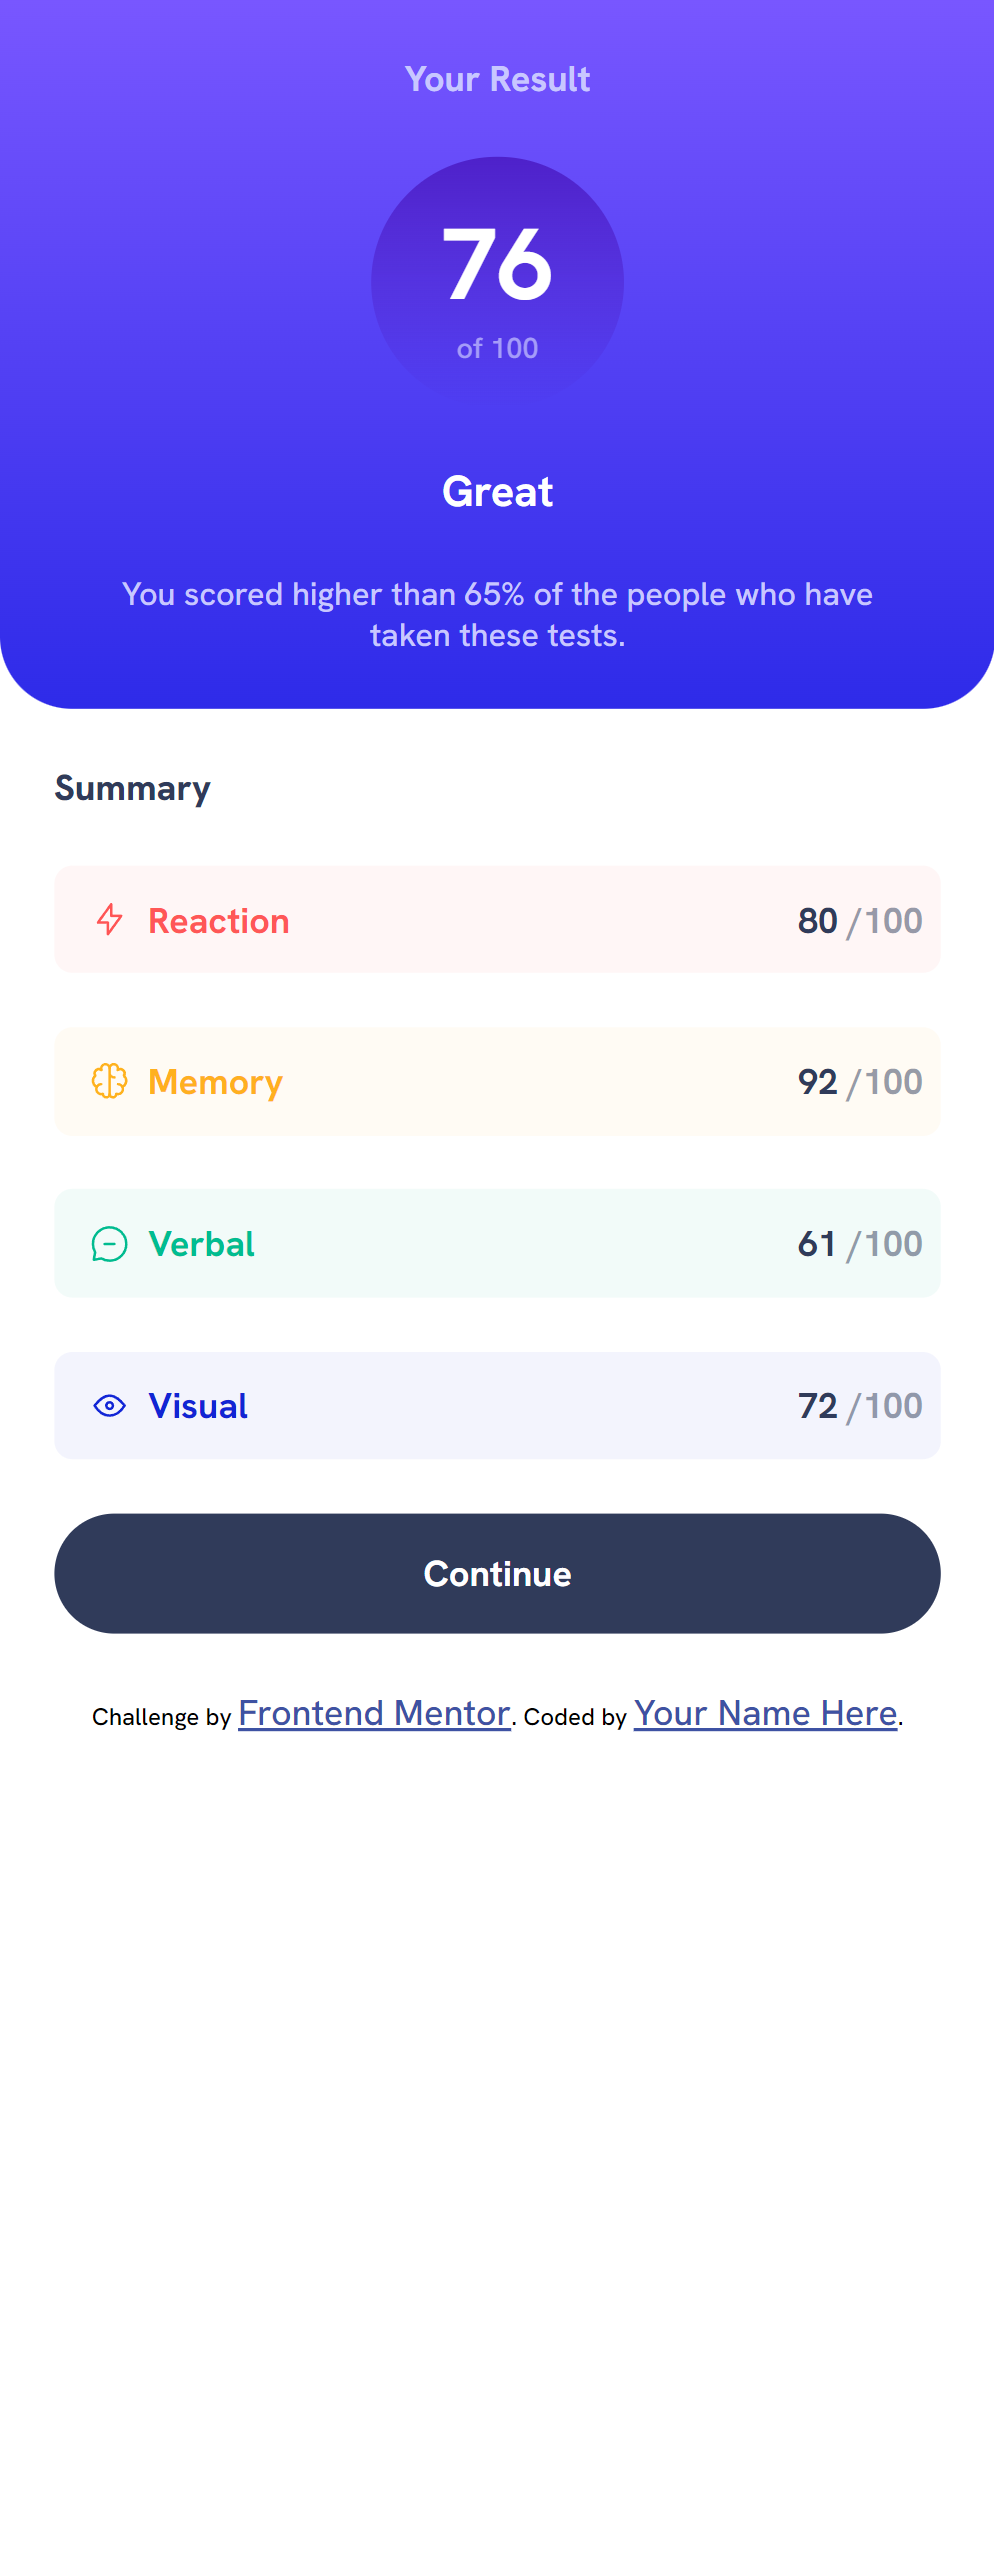 Your Result
76
of 100
Great
You scored higher than 65% of the people who have
taken these tests.
Summary
Reaction 80 /100
Memory 92 /100
Verbal 61 /100
Visual 72 /100
Continue
Challenge by Frontend Mentor. Coded by Your Name Here.